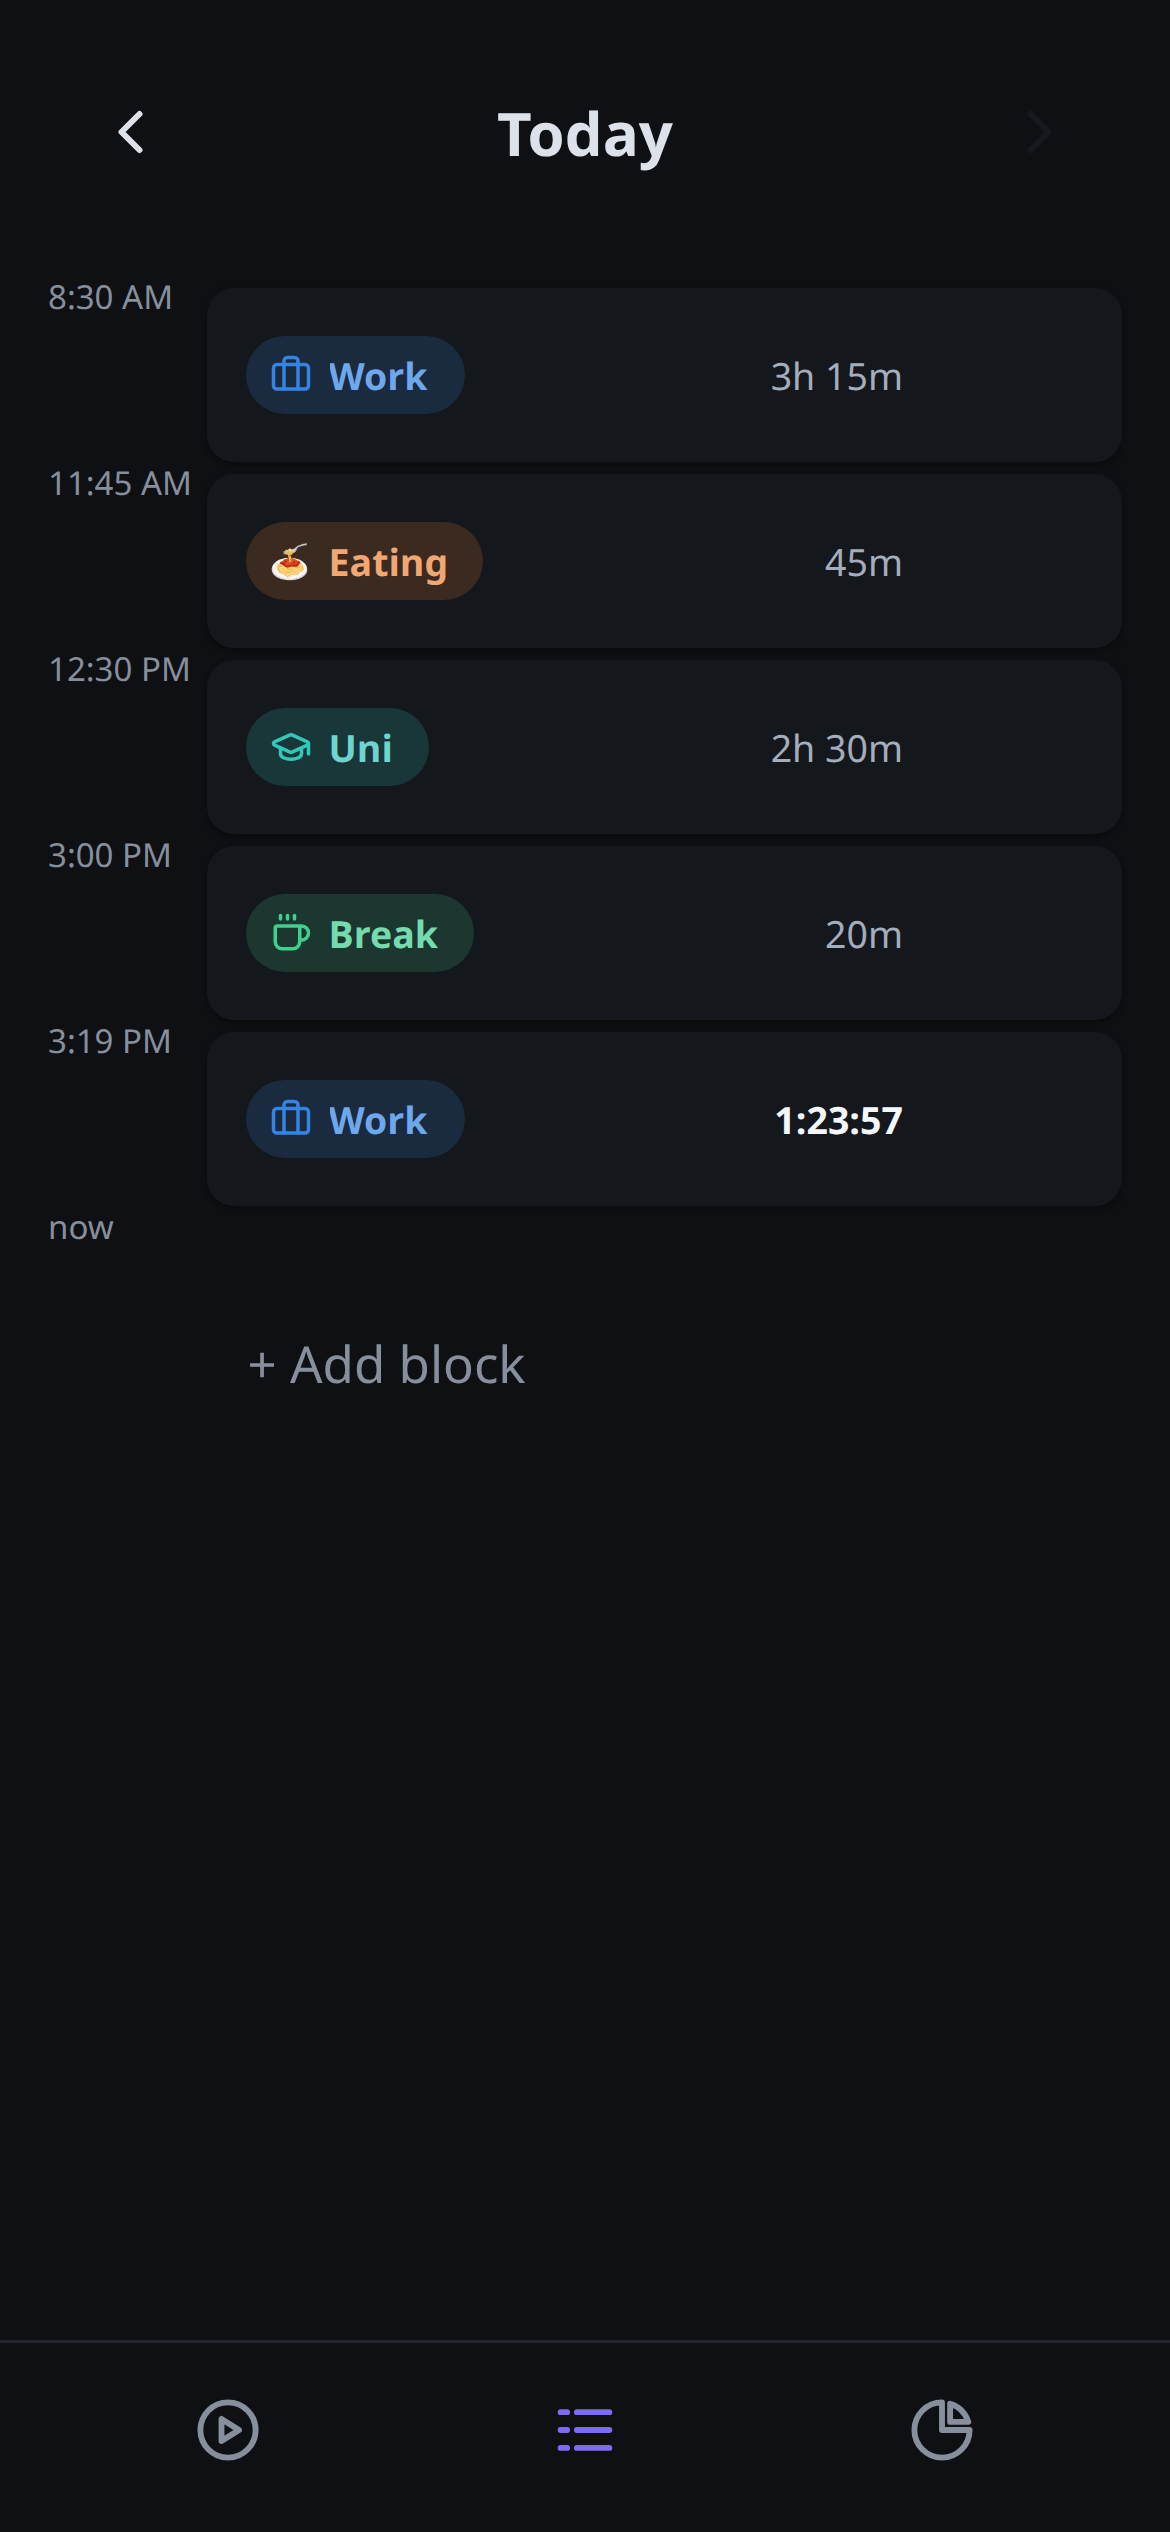 Today
8:30 AM
Work 3h 15m
11:45 AM
Eating 45m
12:30 PM
Uni 2h 30m
3:00 PM
Break 20m
3:19 PM
Work 1:23:57
now
+ Add block